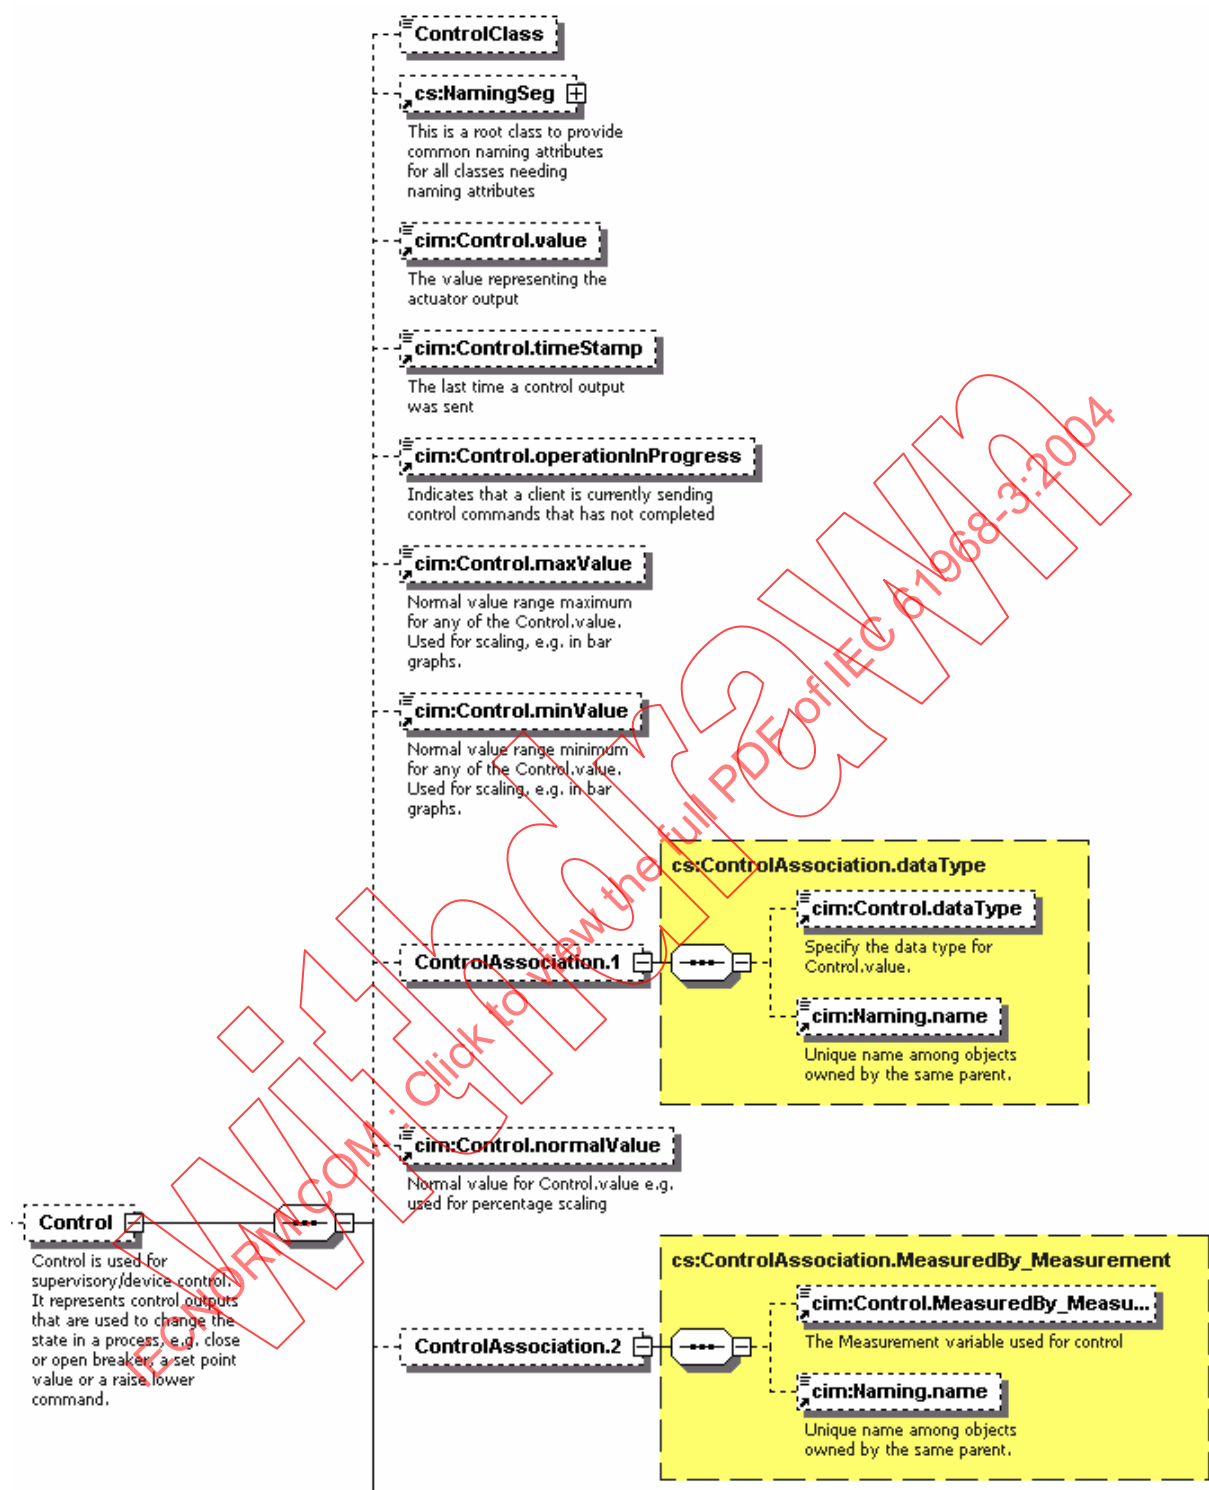 ControlClass
cs:NamingSeg
This is a root class to provide
common naming attributes
for all classes needing
naming attributes
cim:Control.value
The value representing the
actuator output
cim:Control.timeStamp
The last time a control output
was sent
cim:Control.operationInProgress
Indicates that a client is currently sending
control commands that has not completed
cim:Control.maxValue
Normal value range maximum
for any of the Control.value.
Used for scaling, e.g. in bar
graphs.
cim:Control.minValue
Normal value range minimum
for any of the Control.value.
Used for scaling, e.g. in bar
graphs.
cs:ControlAssociation.dataType
cim:Control.dataType
Specify the data type for
Control.value.
ControlAssociation.1
cim:Naming.name
Unique name among objects
owned by the same parent.
cim:Control.normalValue
Normal value for Control.value e.g.
used for percentage scaling
Control
Control is used for
supervisory/device control.
It represents control outputs
that are used to change the
state in a process, e.g. close
or open breaker, a set point
value or a raise lower
command.
cs:ControlAssociation.MeasuredBy_Measurement
cim:Control.MeasuredBy_Measu...
The Measurement variable used for control
ControlAssociation.2
cim:Naming.name
Unique name among objects
owned by the same parent.
Withdrawn
IECNORM.COM : Click to view the full PDF of IEC 61968-3:2004